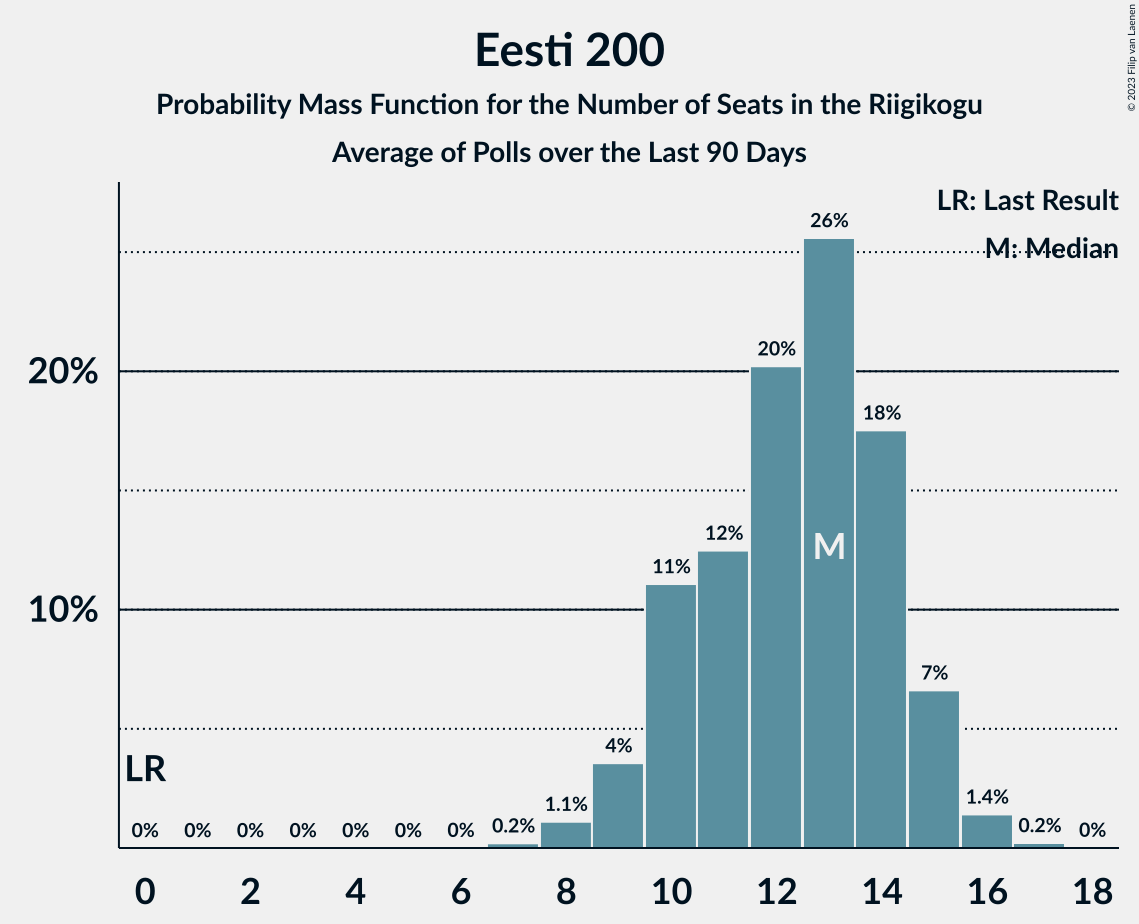 Eesti 200
Probability Mass Function for the Number of Seats in the Riigikogu
Average of Polls over the Last 90 Days
© 2023 Filip van Laenen
LR: Last Result
M: Median
26%
20%
20%
18%
M
12%
11%
10%
7%
4%
LR
1.4%
1.1%
0% 0% 0% 0% 0% 0% 0% 0.2% 0.2% 0%
0 2 4 6 8 10 12 14 16 18